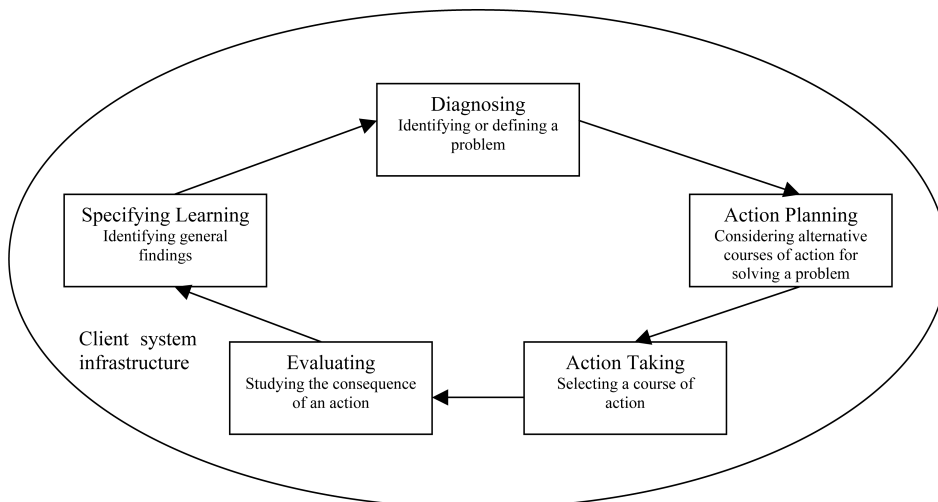 Diagnosing
Identifying or defining a
problem
Specifying Learning
Identifying general
findings
Action Planning
Considering alternative
courses of action for
solving a problem
Client system
infrastructure
Evaluating
Studying the consequence
of an action
Action Taking
Selecting a course of
action